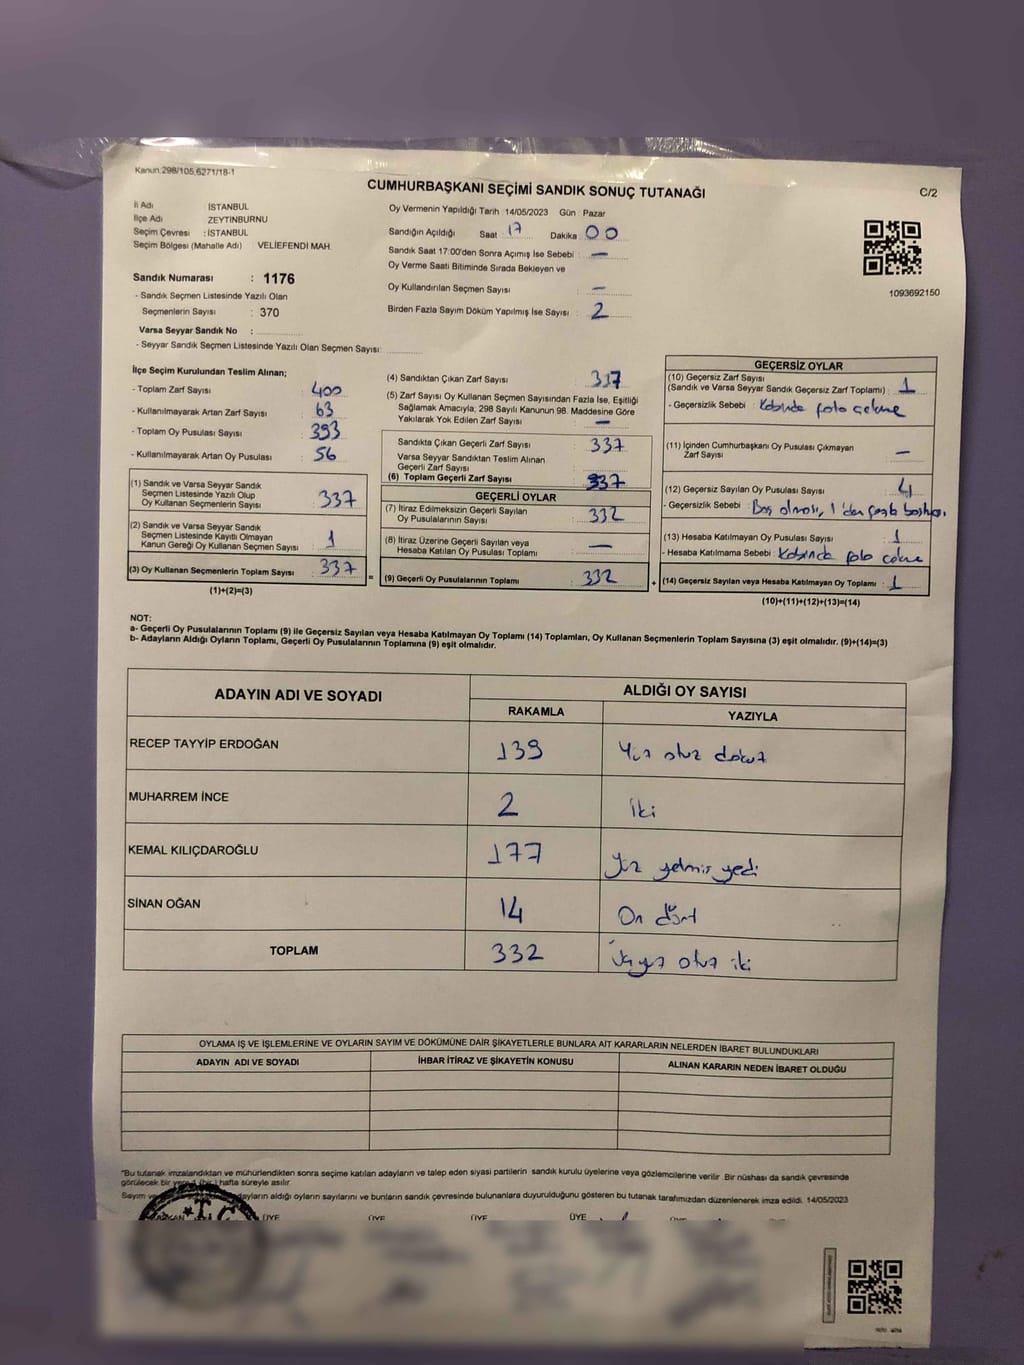 Kanun.298/105,6271/18-1
CUMHURBAŞKANI SEÇİMİ SANDIK SONUÇ TUTANAĞI
C/2
İl Adı İSTANBUL
İlçe Adı ZEYTİNBURNU
Seçim Çevresi : İSTANBUL
Seçim Bölgesi (Mahalle Adı) VELİEFENDİ MAH.
Sandık Numarası : 1176
- Sandık Seçmen Listesinde Yazılı Olan
Seçmenlerin Sayısı : 370
Varsa Seyyar Sandık No :
- Seyyar Sandık Seçmen Listesinde Yazılı Olan Seçmen Sayısı:
Oy Vermenin Yapıldığı Tarih 14/05/2023 Gün Pazar
Sandığın Açıldığı Saat 17 Dakika 00
Sandık Saat 17:00'den Sonra Açımış İse Sebebi : —
Oy Verme Saati Bitiminde Sırada Bekleyen ve
Oy Kullandırılan Seçmen Sayısı : —
Birden Fazla Sayım Döküm Yapılmış İse Sayısı : 2
1093692150
İlçe Seçim Kurulundan Teslim Alınan;
- Toplam Zarf Sayısı : 400
- Kullanılmayarak Artan Zarf Sayısı : 63
- Toplam Oy Pusulası Sayısı : 393
- Kullanılmayarak Artan Oy Pusulası : 56
(1) Sandık ve Varsa Seyyar Sandık
Seçmen Listesinde Yazılı Olup
Oy Kullanan Seçmenlerin Sayısı : 337
(2) Sandık ve Varsa Seyyar Sandık
Seçmen Listesinde Kayıtlı Olmayan
Kanun Gereği Oy Kullanan Seçmen Sayısı : 1
(3) Oy Kullanan Seçmenlerin Toplam Sayısı : 337
(1)+(2)=(3)
=
(4) Sandıktan Çıkan Zarf Sayısı : 337
(5) Zarf Sayısı Oy Kullanan Seçmen Sayısından Fazla İse, Eşitliği
Sağlamak Amacıyla, 298 Sayılı Kanunun 98. Maddesine Göre
Yakılarak Yok Edilen Zarf Sayısı : —
Sandıkta Çıkan Geçerli Zarf Sayısı : 337
Varsa Seyyar Sandıktan Teslim Alınan
Geçerli Zarf Sayısı :
(6) Toplam Geçerli Zarf Sayısı : 337
GEÇERLİ OYLAR
(7) İtiraz Edilmeksizin Geçerli Sayılan
Oy Pusulalarının Sayısı : 332
(8) İtiraz Üzerine Geçerli Sayılan veya
Hesaba Katılan Oy Pusulası Toplamı : —
(9) Geçerli Oy Pusulalarının Toplamı : 332
+
GEÇERSİZ OYLAR
(10) Geçersiz Zarf Sayısı
(Sandık ve Varsa Seyyar Sandık Geçersiz Zarf Toplamı) : 1
- Geçersizlik Sebebi : Kabinde foto çekme
(11) İçinden Cumhurbaşkanı Oy Pusulası Çıkmayan
Zarf Sayısı : —
(12) Geçersiz Sayılan Oy Pusulası Sayısı : 4
- Geçersizlik Sebebi : Boş olması, 1'den fazla
(13) Hesaba Katılmayan Oy Pusulası Sayısı : 1
- Hesaba Katılmama Sebebi : Kabinde foto çekme
(14) Geçersiz Sayılan veya Hesaba Katılmayan Oy Toplamı : 1
(10)+(11)+(12)+(13)=(14)
NOT:
a- Geçerli Oy Pusulalarının Toplamı (9) ile Geçersiz Sayılan veya Hesaba Katılmayan Oy Toplamı (14) Toplamları, Oy Kullanan Seçmenlerin Toplam Sayısına (3) eşit olmalıdır. (9)+(14)=(3)
b- Adayların Aldığı Oyların Toplamı, Geçerli Oy Pusulalarının Toplamına (9) eşit olmalıdır.
ADAYIN ADI VE SOYADI ALDIĞI OY SAYISI
RAKAMLA YAZIYLA
RECEP TAYYİP ERDOĞAN 139 Yüz otuz dokuz
MUHARREM İNCE 2 İki
KEMAL KILIÇDAROĞLU 177 Yüz yetmiş yedi
SİNAN OĞAN 14 On dört
TOPLAM 332 Üçyüz otuz iki
OYLAMA İŞ VE İŞLEMLERİNE VE OYLARIN SAYIM VE DÖKÜMÜNE DAİR ŞİKAYETLERLE BUNLARA AİT KARARLARIN NELERDEN İBARET BULUNDUKLARI
ADAYIN ADI VE SOYADI İHBAR İTİRAZ VE ŞİKAYETİN KONUSU ALINAN KARARIN NEDEN İBARET OLDUĞU
*Bu tutanak imzalandıktan ve mühürlendikten sonra seçime katılan adayların ve talep eden siyasi partilerin sandık kurulu üyelerine veya gözlemcilerine verilir. Bir nüshası da sandık çevresinde
görülecek bir yere 1 (bir) hafta süreyle asılır.
Sayım ve adayların aldığı oyların sayılarını ve bunların sandık çevresinde bulunanlara duyurulduğunu gösteren bu tutanak tarafımızdan düzenlenerek imza edildi. 14/05/2023
ÜYE ÜYE ÜYE ÜYE ÜYE